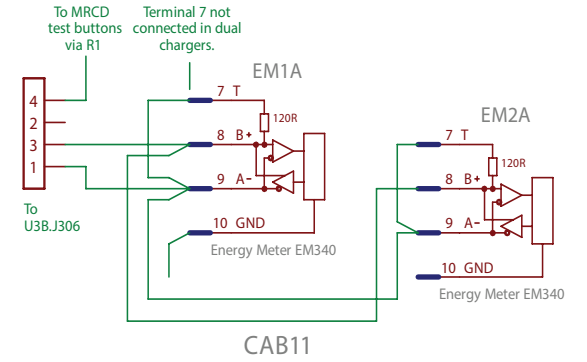 To MRCD
test buttons
via R1
Terminal 7 not
connected in dual
chargers.
EM1A
7 T
120R
8 B+
9 A-
10 GND
Energy Meter EM340
4
2
3
1
To
U3B.J306
EM2A
7 T
120R
8 B+
9 A-
10 GND
Energy Meter EM340
CAB11